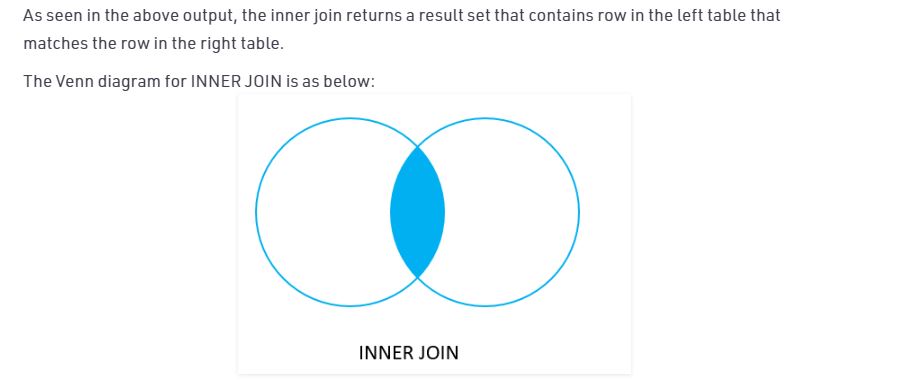 As seen in the above output, the inner join returns a result set that contains row in the left table that
matches the row in the right table.
The Venn diagram for INNER JOIN is as below:
INNER JOIN